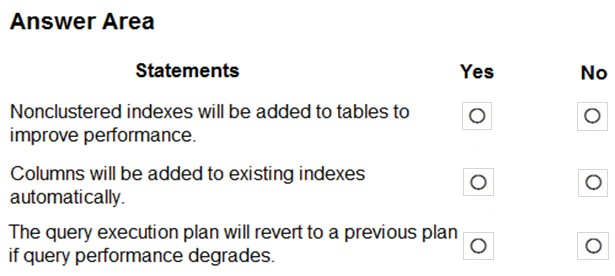 Answer Area
Statements Yes No
Nonclustered indexes will be added to tables to
improve performance.
Columns will be added to existing indexes
automatically.
The query execution plan will revert to a previous plan
if query performance degrades.